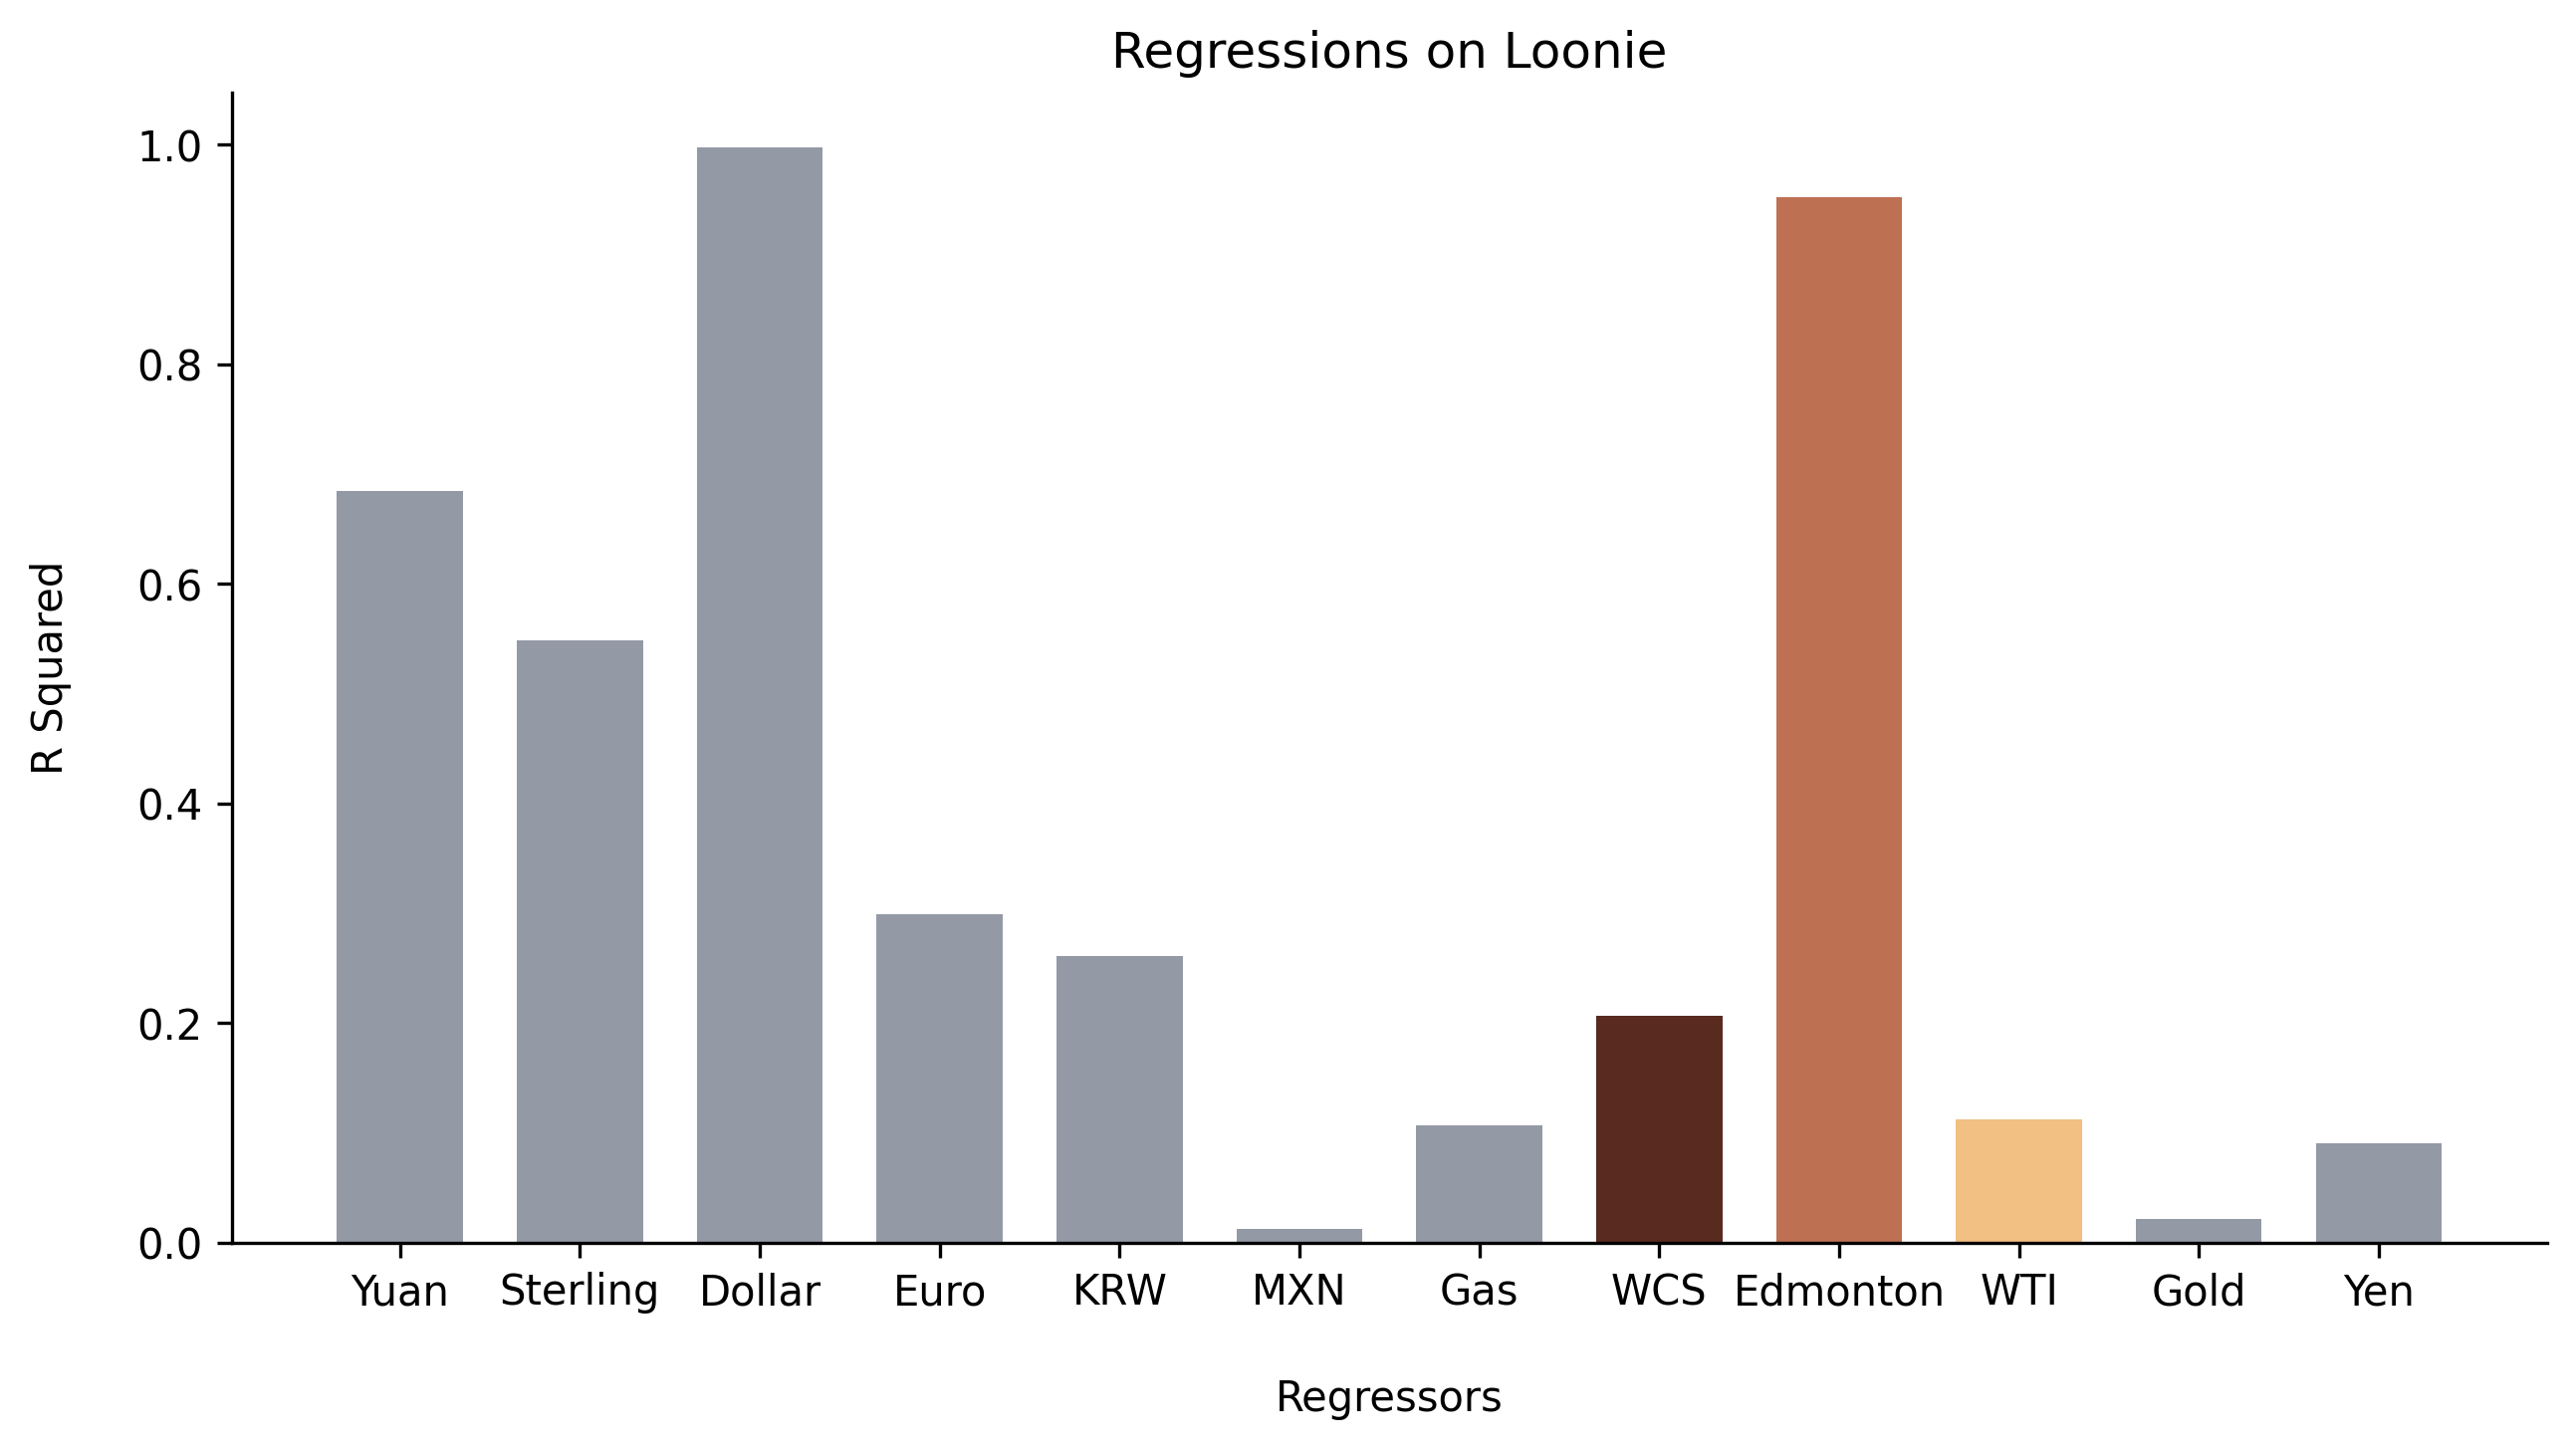 Regressions on Loonie
R Squared
1.0
0.8
0.6
0.4
0.2
0.0
Yuan Sterling Dollar Euro KRW MXN Gas WCS Edmonton WTI Gold Yen
Regressors